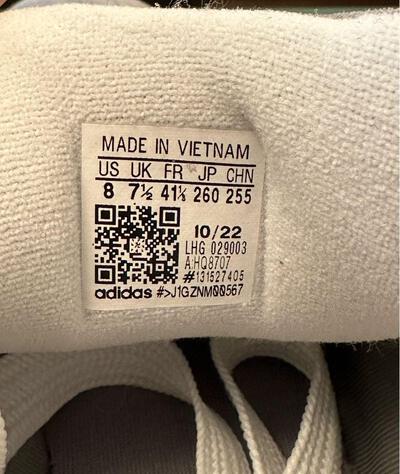 MADE IN VIETNAM
US UK FR JP CHN
8 7½ 41⅓ 260 255
10/22
LHG 029003
A:HQ8707
#131527405
adidas #>J1GZNM00567